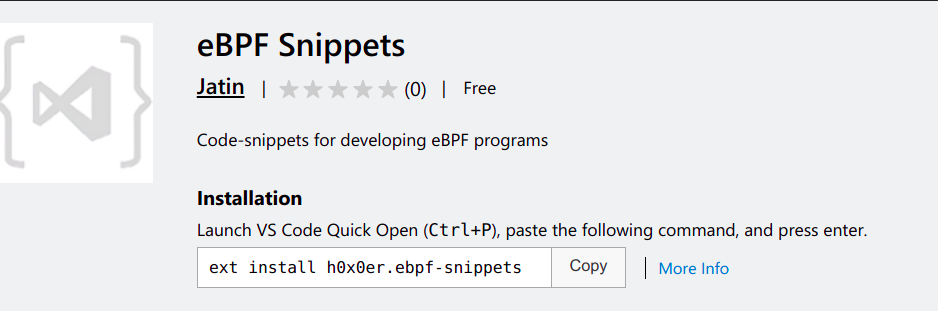 eBPF Snippets
Jatin | (0) | Free
Code-snippets for developing eBPF programs
Installation
Launch VS Code Quick Open (Ctrl+P), paste the following command, and press enter.
ext install h0x0er.ebpf-snippets Copy | More Info